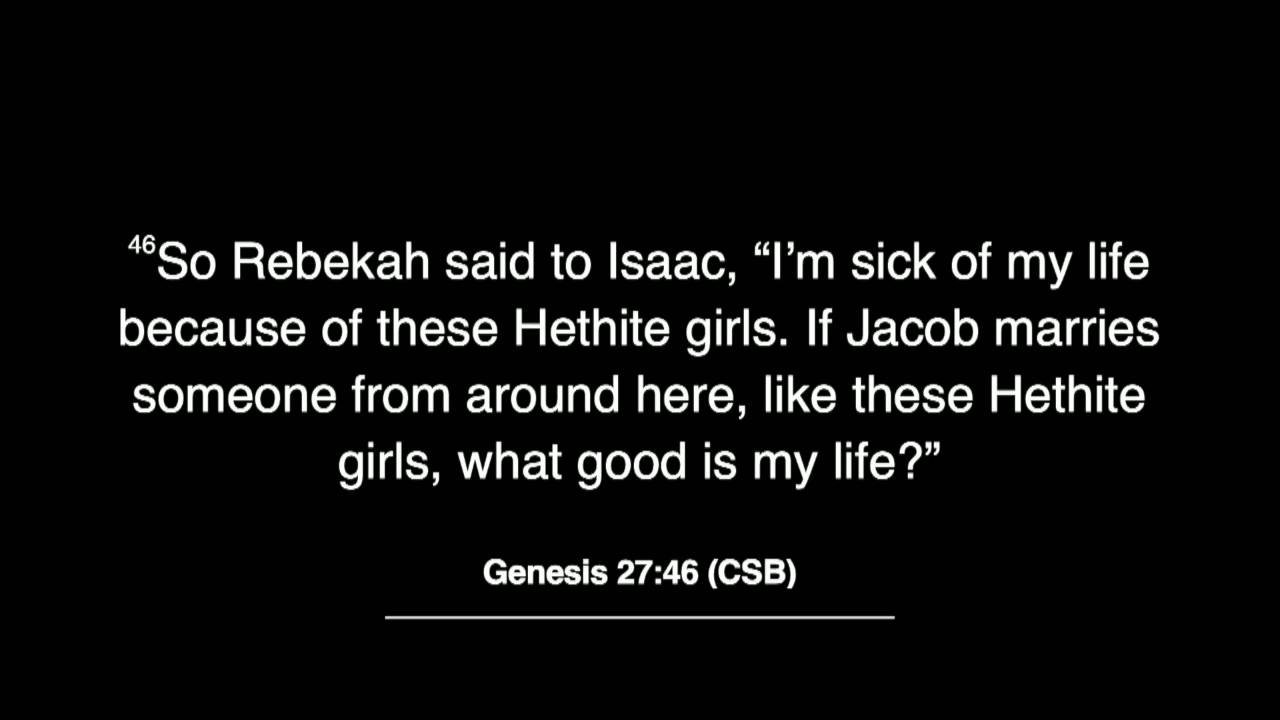 46So Rebekah said to Isaac, “I’m sick of my life
because of these Hethite girls. If Jacob marries
someone from around here, like these Hethite
girls, what good is my life?”
Genesis 27:46 (CSB)